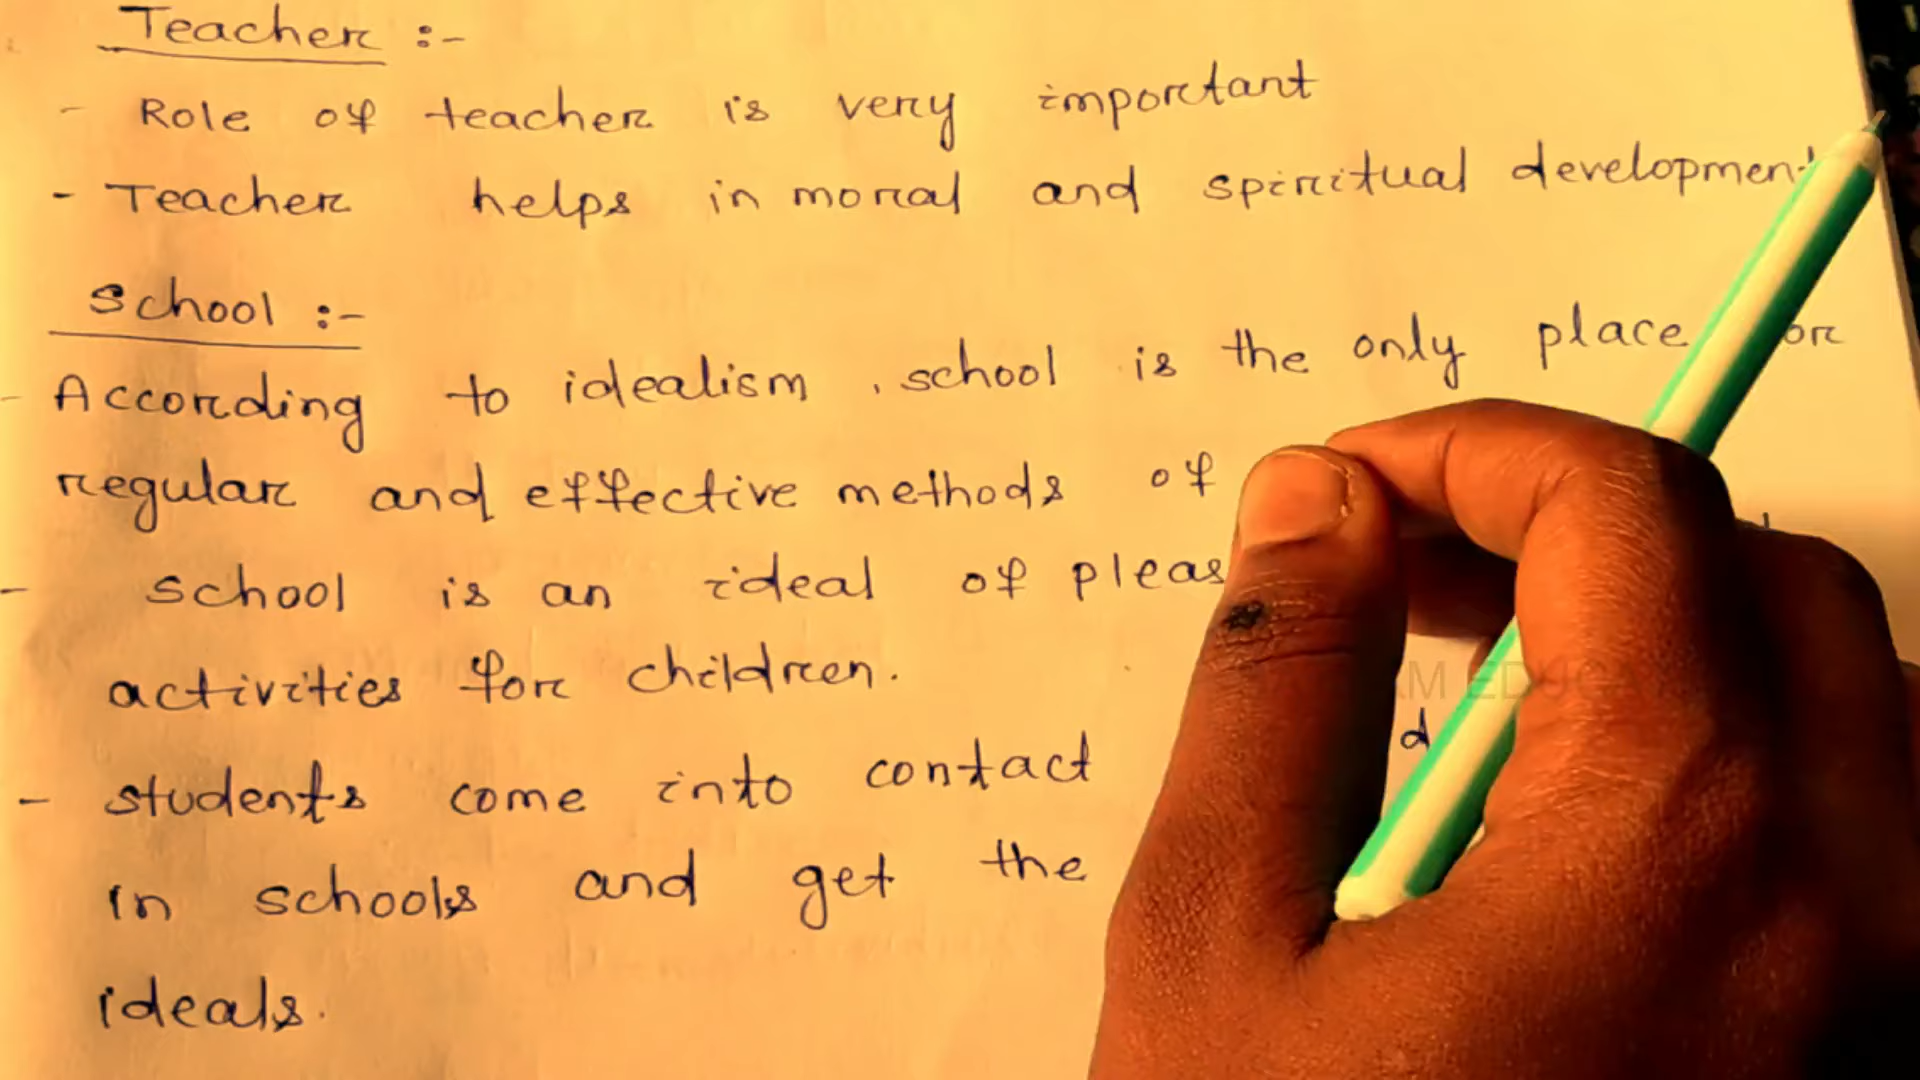 Teacher :-
- Role of teacher is very important
- Teacher helps in moral and spiritual development
School :-
- According to idealism, school is the only place for
regular and effective methods of
- School is an ideal of
activities for children.
- students come into contact
in schools and get the
ideals.